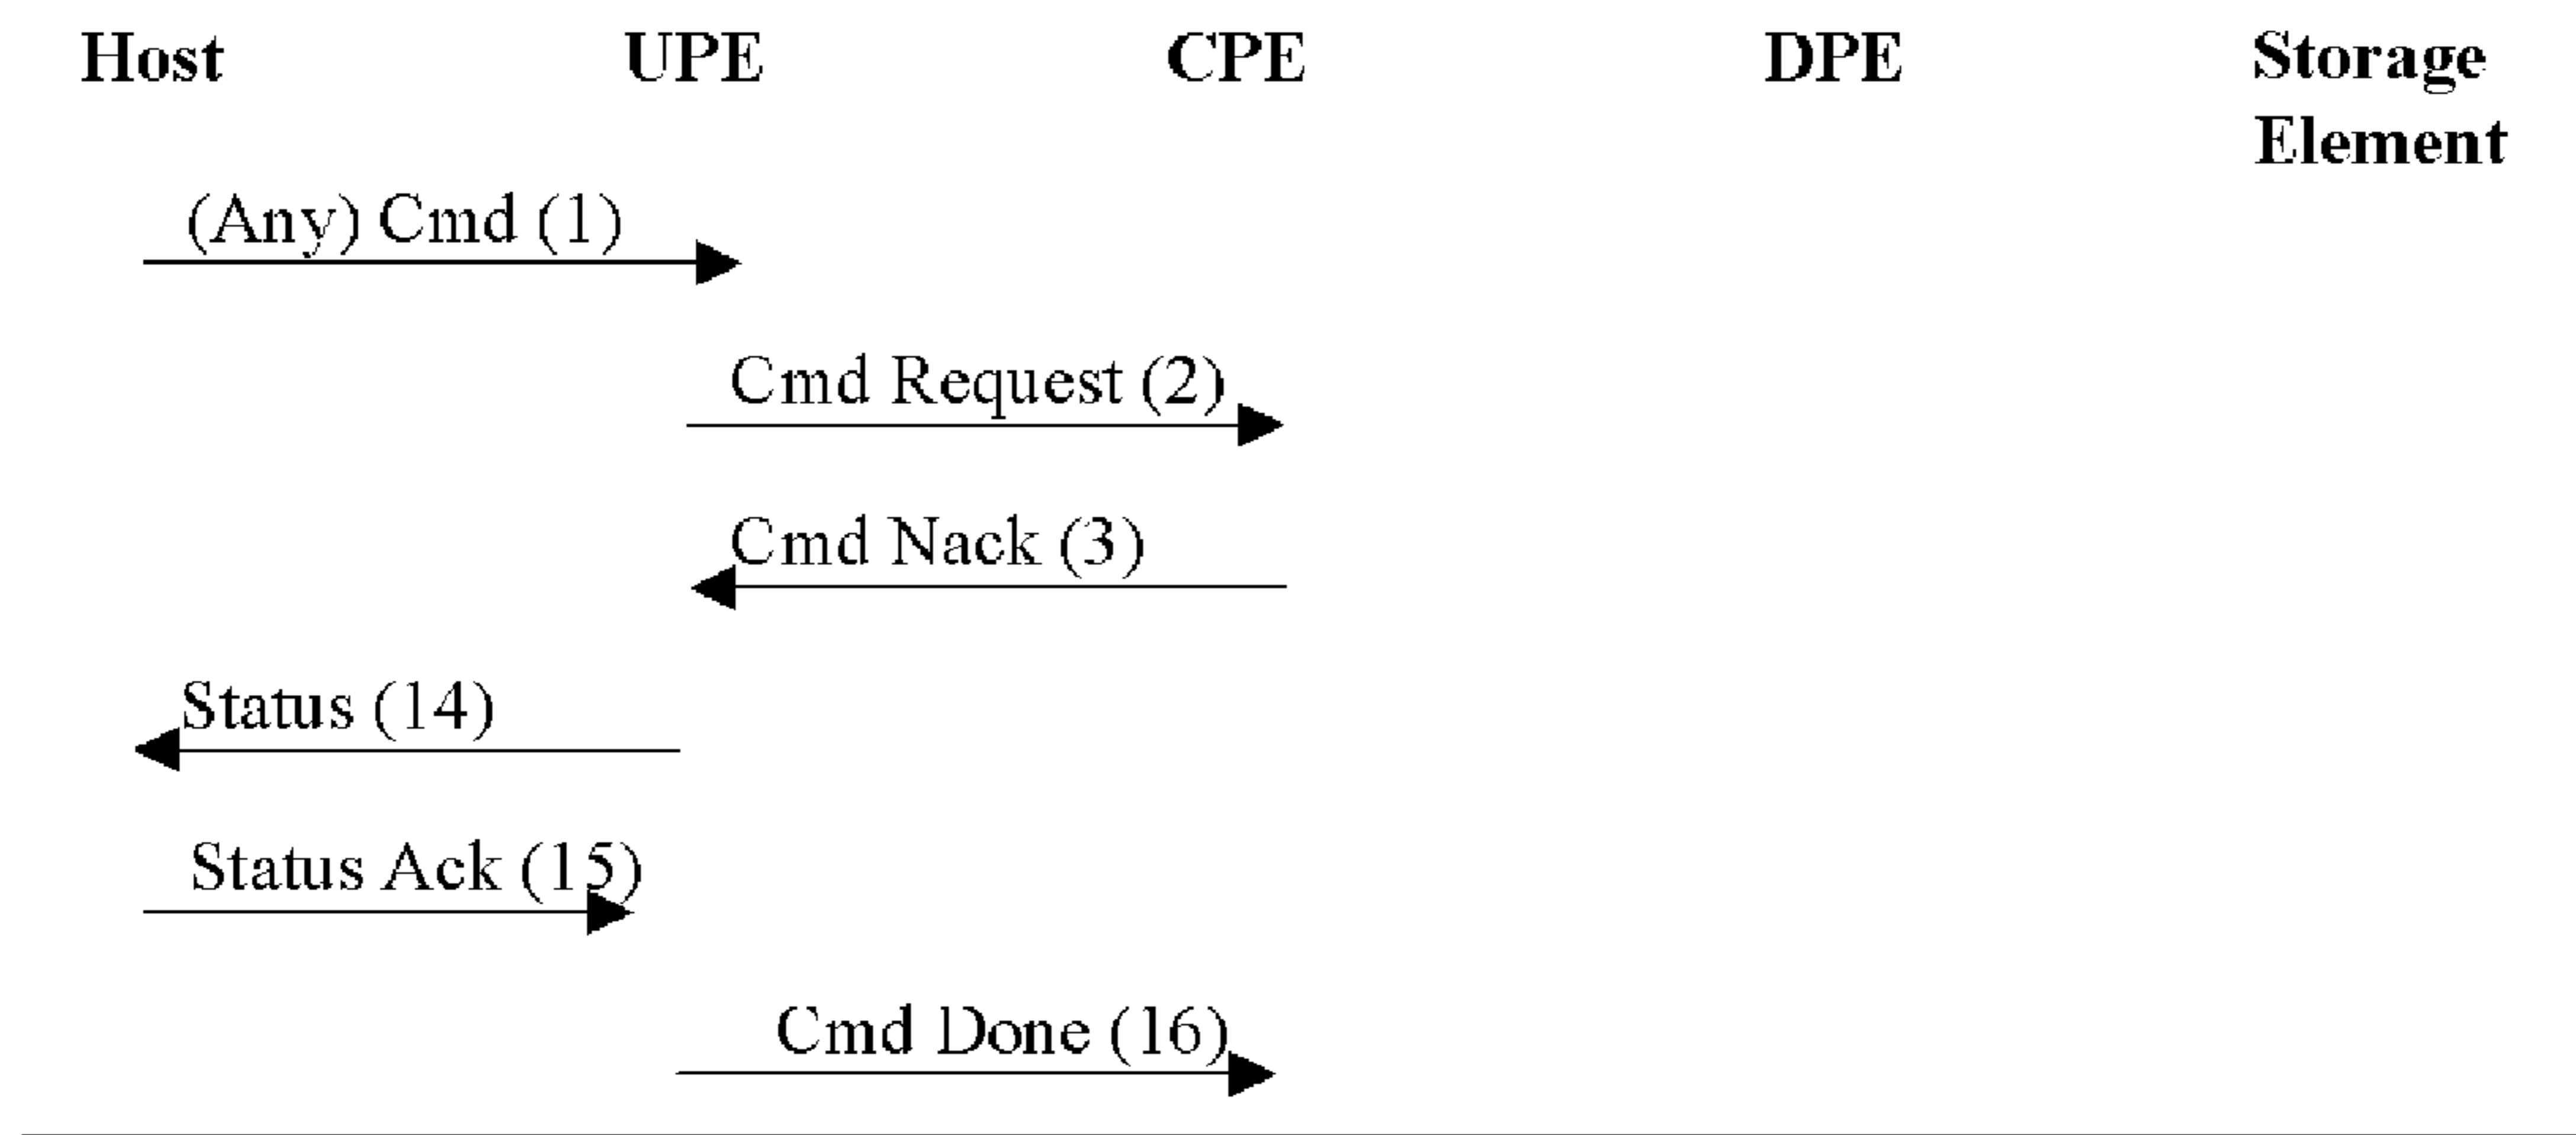 Host UPE CPE DPE Storage
Element
(Any) Cmd (1)
Cmd Request (2)
Cmd Nack (3)
Status (14)
Status Ack (15)
Cmd Done (16)